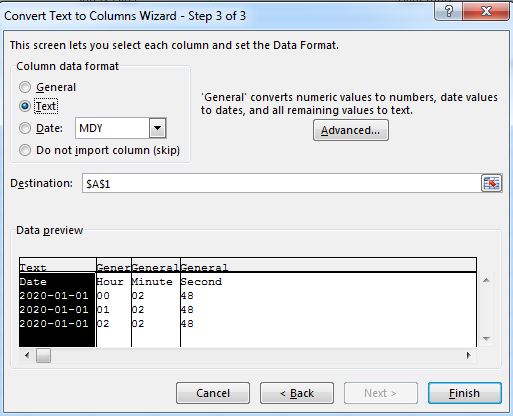 Convert Text to Columns Wizard - Step 3 of 3
This screen lets you select each column and set the Data Format.
Column data format
General
Text
Date: MDY
Do not import column (skip)
'General' converts numeric values to numbers, date values
to dates, and all remaining values to text.
Advanced...
Destination: $A$1
Data preview
Text Gener General General
Date Hour Minute Second
2020-01-01 00 02 48
2020-01-01 01 02 48
2020-01-01 02 02 48
Cancel < Back Next > Finish